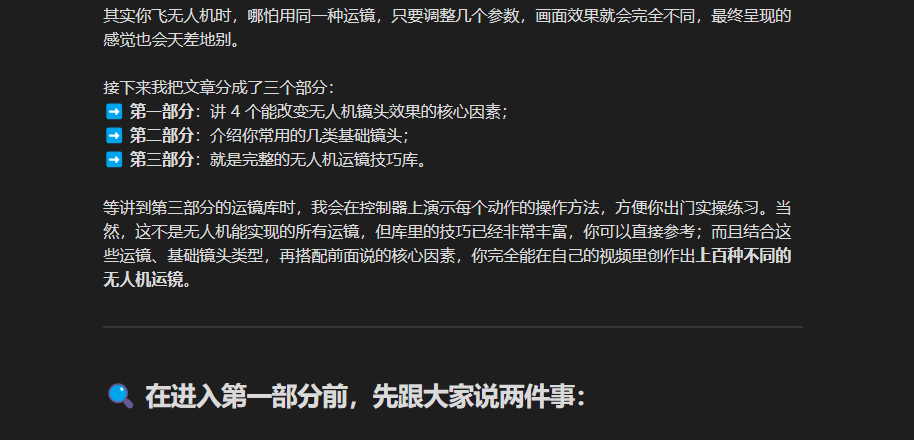 其实你飞无人机时，哪怕用同一种运镜，只要调整几个参数，画面效果就会完全不同，最终呈现的
感觉也会天差地别。
接下来我把文章分成了三个部分：
➡️ 第一部分：讲 4 个能改变无人机镜头效果的核心因素；
➡️ 第二部分：介绍你常用的几类基础镜头；
➡️ 第三部分：就是完整的无人机运镜技巧库。
等讲到第三部分的运镜库时，我会在控制器上演示每个动作的操作方法，方便你出门实操练习。当
然，这不是无人机能实现的所有运镜，但库里的技巧已经非常丰富，你可以直接参考；而且结合这
些运镜、基础镜头类型，再搭配前面说的核心因素，你完全能在自己的视频里创作出上百种不同的
无人机运镜。
🔍 在进入第一部分前，先跟大家说两件事：